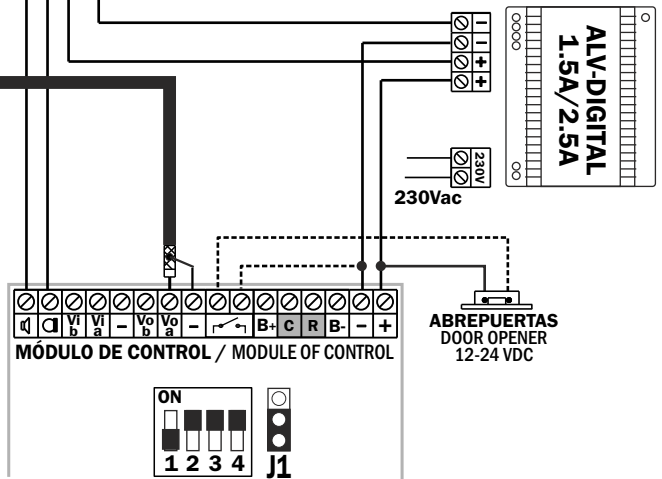 −
−
+
+
ALV-DIGITAL
1.5A/2.5A
230V
230Vac
Vi b Vi a − Vo b Vo a − B+ C R B- − +
MÓDULO DE CONTROL / MODULE OF CONTROL
ABREPUERTAS
DOOR OPENER
12-24 VDC
ON
1 2 3 4
J1